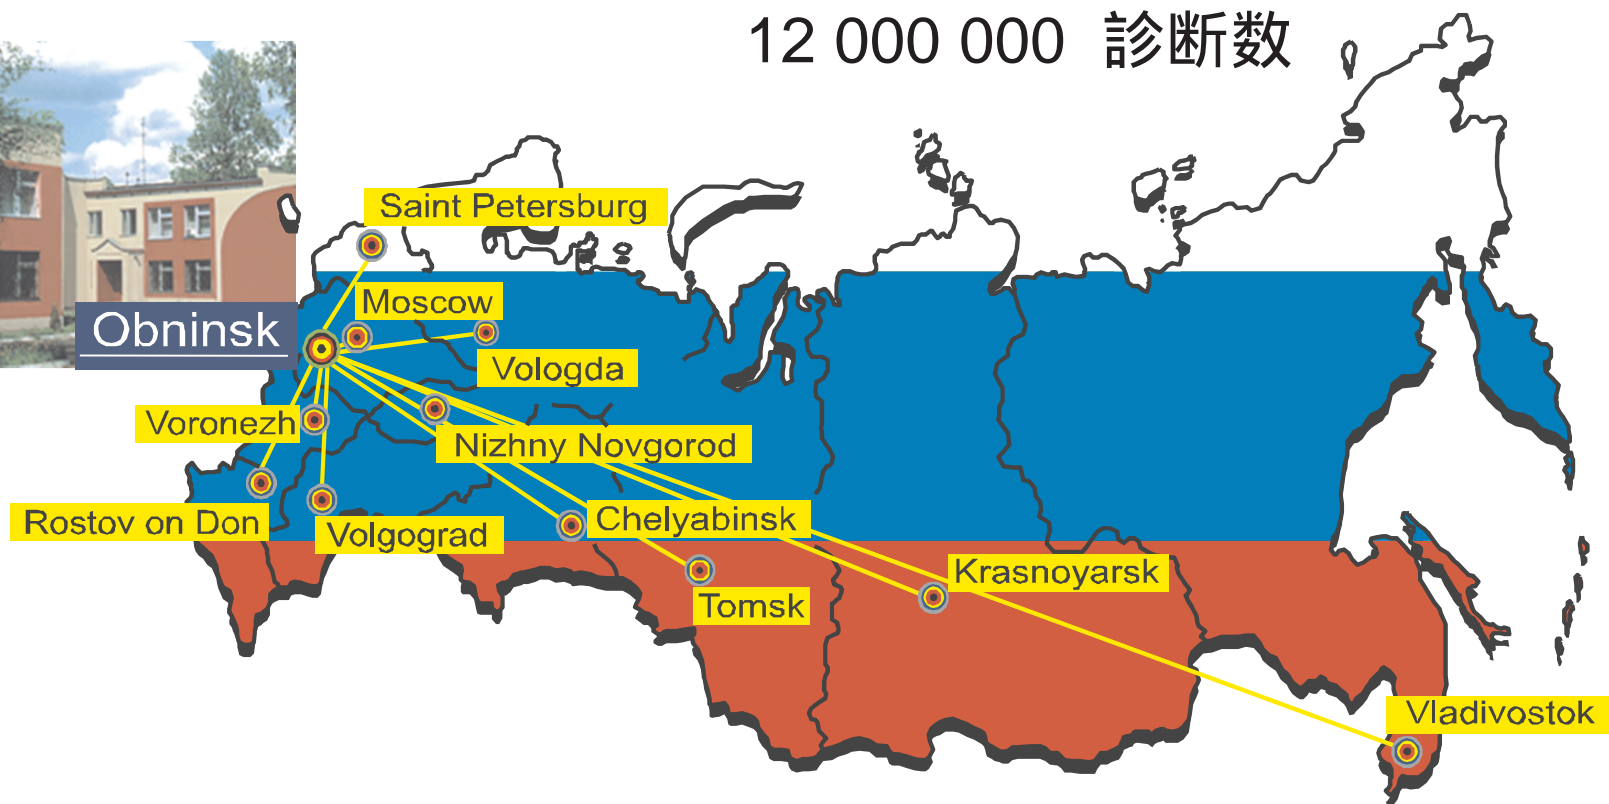 12 000 000 診断数
Saint Petersburg
Moscow
Obninsk
Vologda
Voronezh
Nizhny Novgorod
Rostov on Don
Volgograd
Chelyabinsk
Krasnoyarsk
Tomsk
Vladivostok